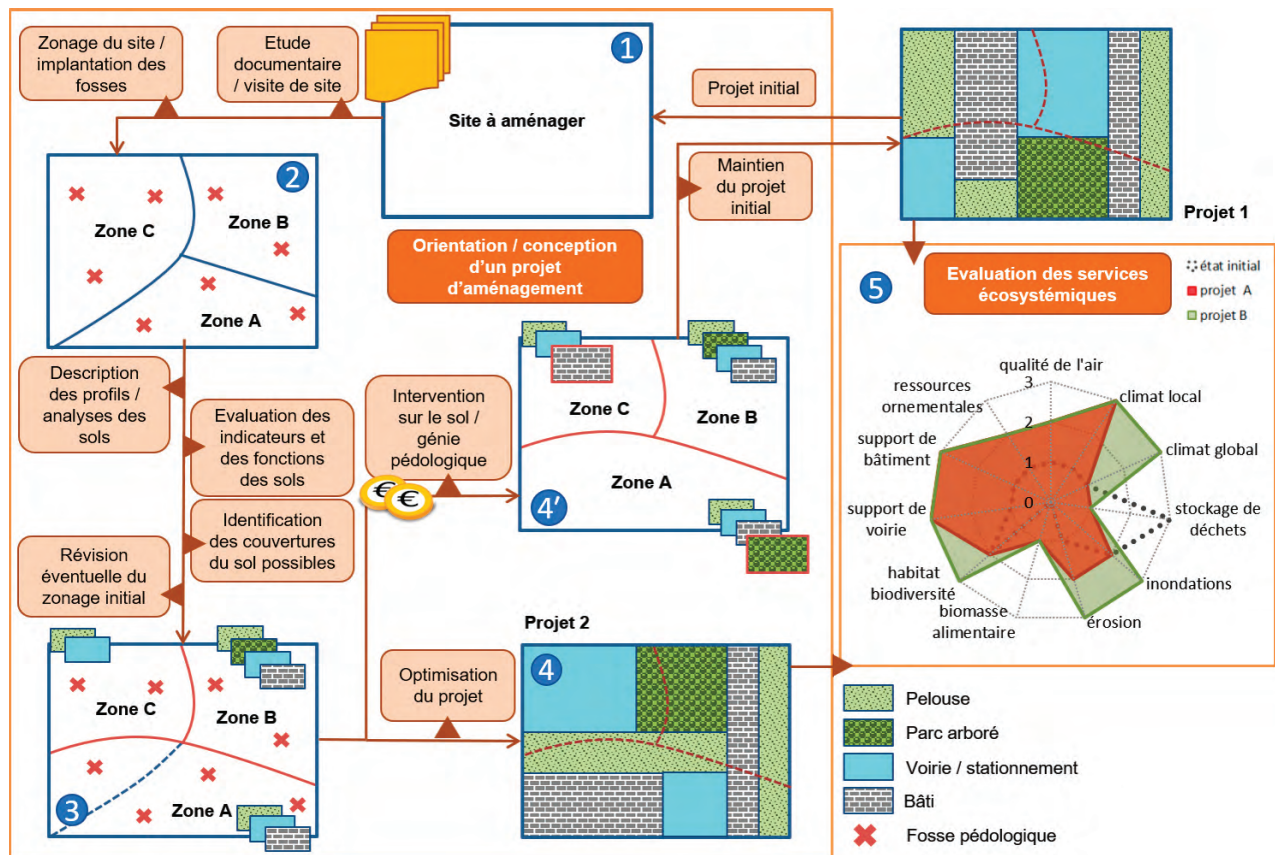 Zonage du site /
implantation des
fosses
Etude
documentaire
/ visite de site
1
Site à aménager
Projet initial
Projet 1
2
Zone C
Zone B
Zone A
Maintien
du projet
initial
Orientation / conception
d'un projet
d'aménagement
5
Evaluation des services
écosystémiques
état initial
projet A
projet B
Description
des profils /
analyses des
sols
Evaluation des
indicateurs et
des fonctions
des sols
Identification
des couvertures
du sol possibles
Révision
éventuelle du
zonage initial
Intervention
sur le sol /
génie
pédologique
€
€
Zone C
Zone B
Zone A
4'
qualité de l'air
climat local
climat global
stockage de
déchets
inondations
érosion
biomasse
alimentaire
habitat
biodiversité
support de
voirie
support de
bâtiment
ressources
ornementales
3
2
1
0
Zone C
Zone B
Zone A
3
Optimisation
du projet
Projet 2
4
Pelouse
Parc arboré
Voirie / stationnement
Bâti
Fosse pédologique